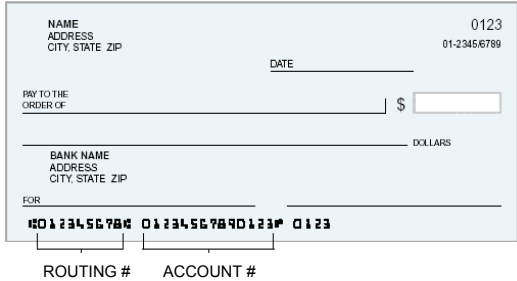 NAME 0123
ADDRESS 01-2345/6789
CITY, STATE ZIP
DATE
PAY TO THE
ORDER OF $
DOLLARS
BANK NAME
ADDRESS
CITY, STATE ZIP
FOR
⑆012345678⑆ 01234567890123⑈ 0123
ROUTING # ACCOUNT #